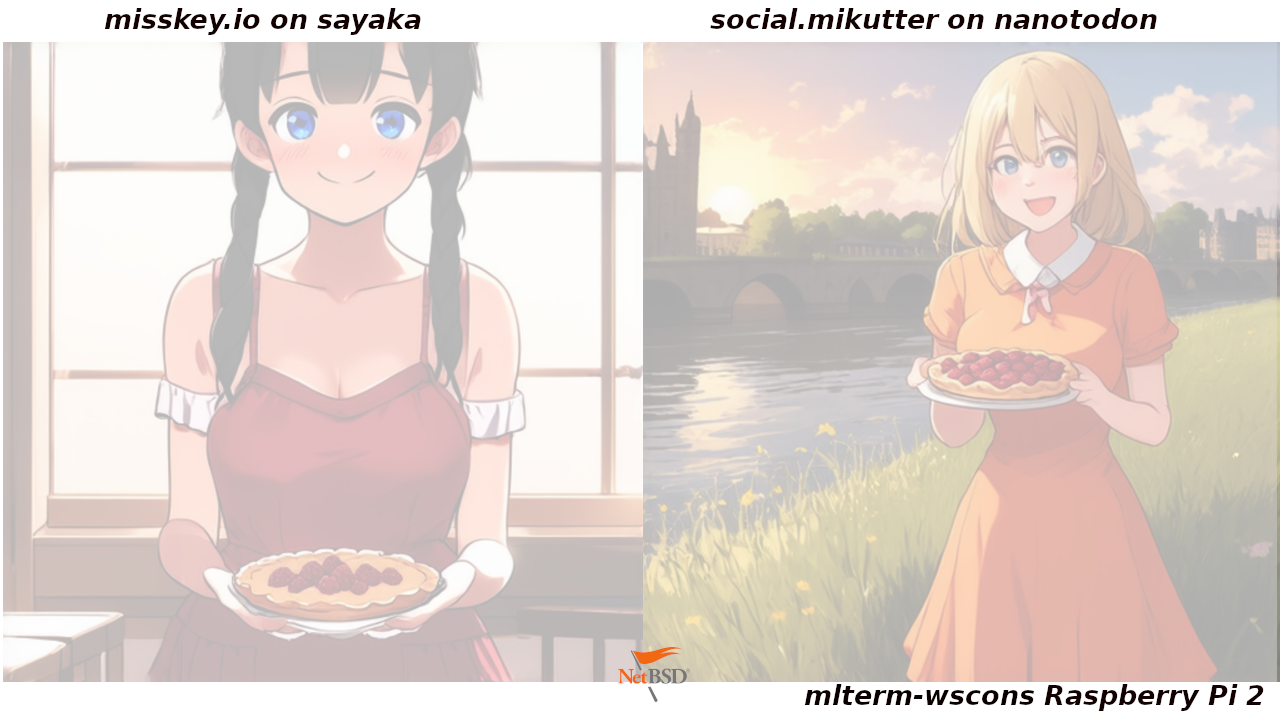 misskey.io on sayaka
social.mikutter on nanotodon
NetBSD®
mlterm-wscons Raspberry Pi 2